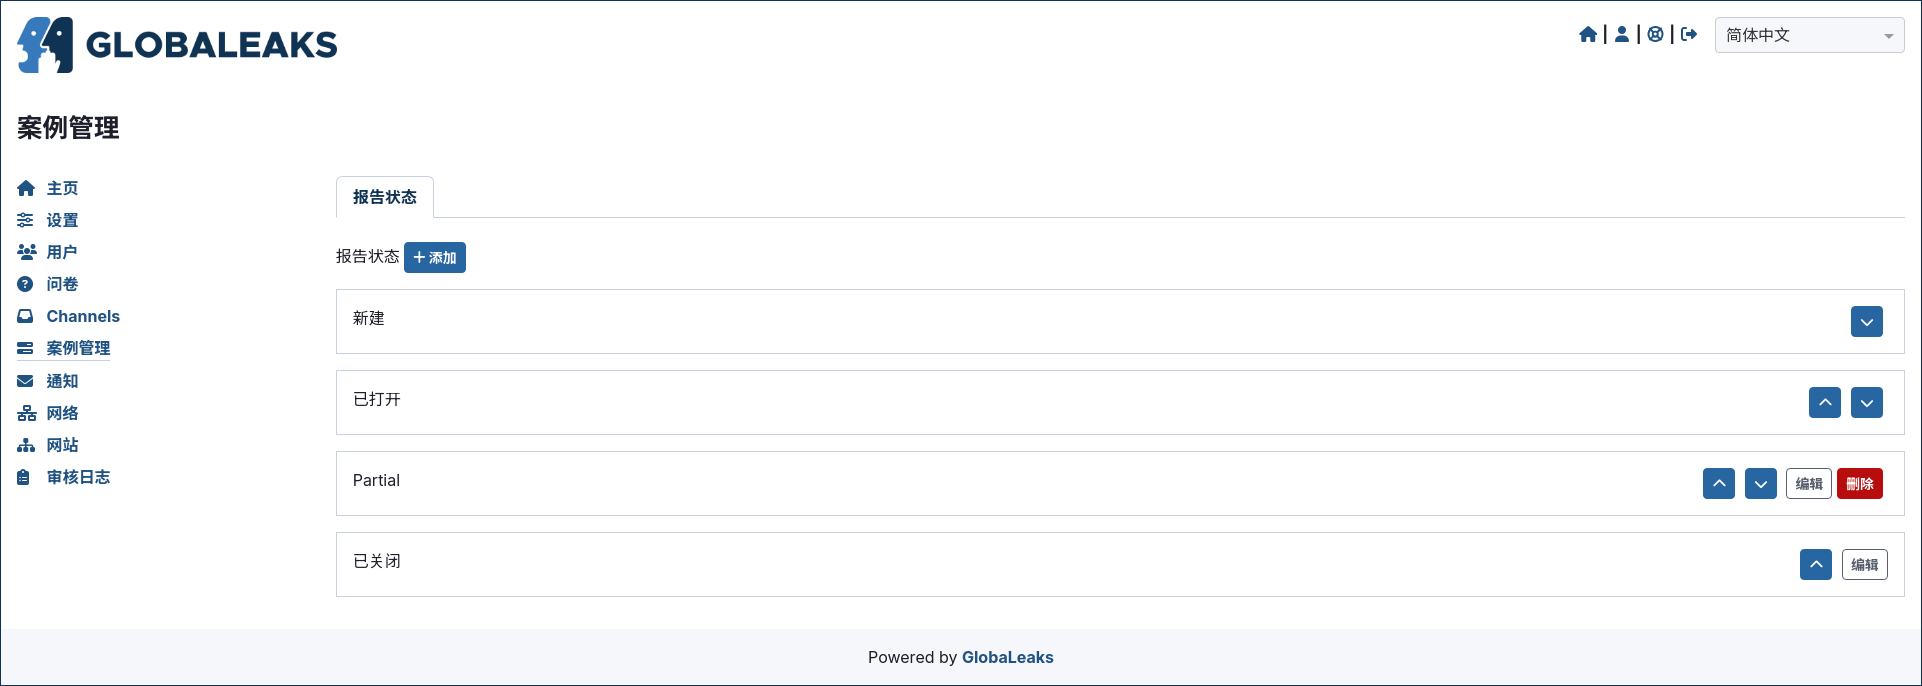 GLOBALEAKS
简体中文
案例管理
主页
设置
用户
问卷
Channels
案例管理
通知
网络
网站
审核日志
报告状态
报告状态 添加
新建
已打开
Partial 编辑 删除
已关闭 编辑
Powered by GlobaLeaks